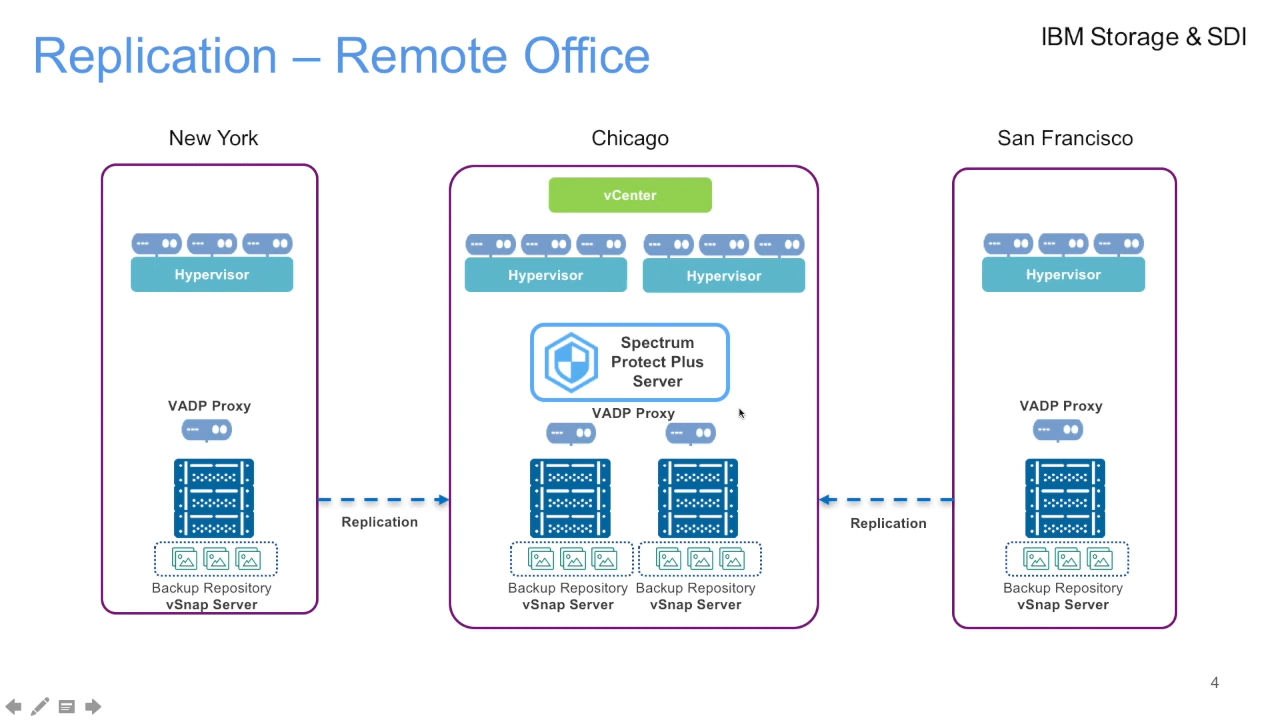 Replication – Remote Office
IBM Storage & SDI
New York
Chicago
San Francisco
vCenter
Hypervisor
Hypervisor
Hypervisor
Hypervisor
Spectrum
Protect Plus
Server
VADP Proxy
VADP Proxy
VADP Proxy
Replication
Replication
Backup Repository
vSnap Server
Backup Repository
vSnap Server
Backup Repository
vSnap Server
Backup Repository
vSnap Server
4